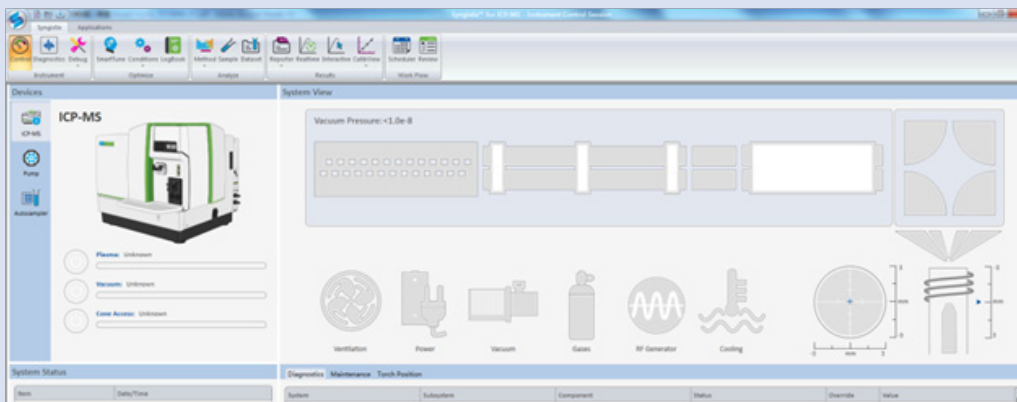 Syngistix™ for ICP-MS - Instrument Control Session
Syngistix Applications
Control Diagnostics Debug SmartTune Conditions LogBook Method Sample Dataset Reporter Realtime Interactive CalibView Scheduler Review
Instrument Optimize Analyze Results Work Flow
Devices
ICP-MS
Pump
Autosampler
ICP-MS
Plasma: Unknown
Vacuum: Unknown
Cone Access: Unknown
System View
Vacuum Pressure: <1.0e-8
Ventilation Power Vacuum Gases RF Generator Cooling
mm
mm
System Status
Item Date/Time
Diagnostics Maintenance Torch Position
System Subsystem Component Status Override Value